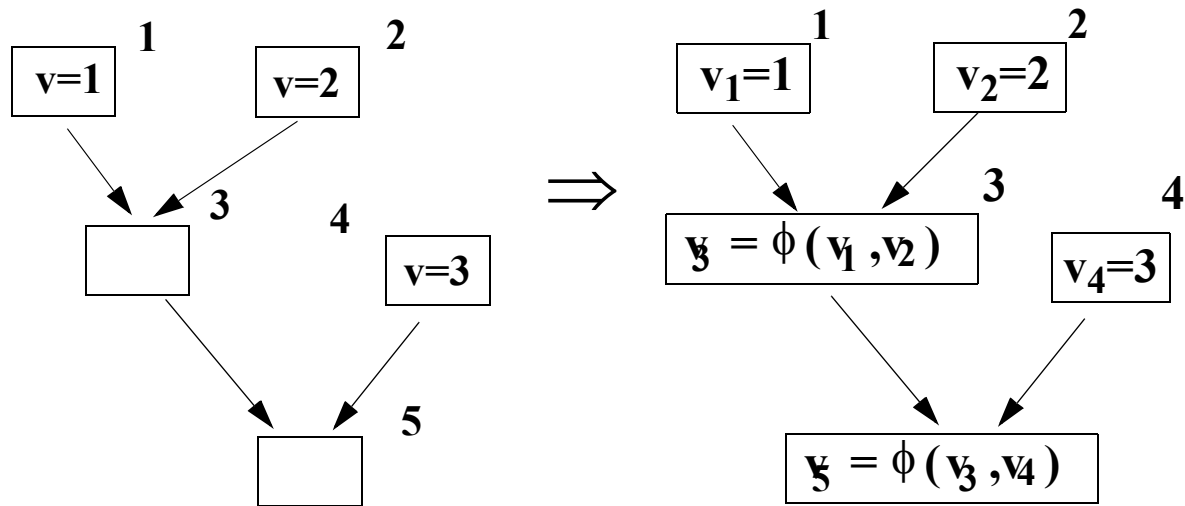 1
2
v=1
v=2
3
4
v=3
5
⇒
1
2
v₁=1
v₂=2
3
4
v₃ = ϕ(v₁,v₂)
v₄=3
v₅ = ϕ(v₃,v₄)